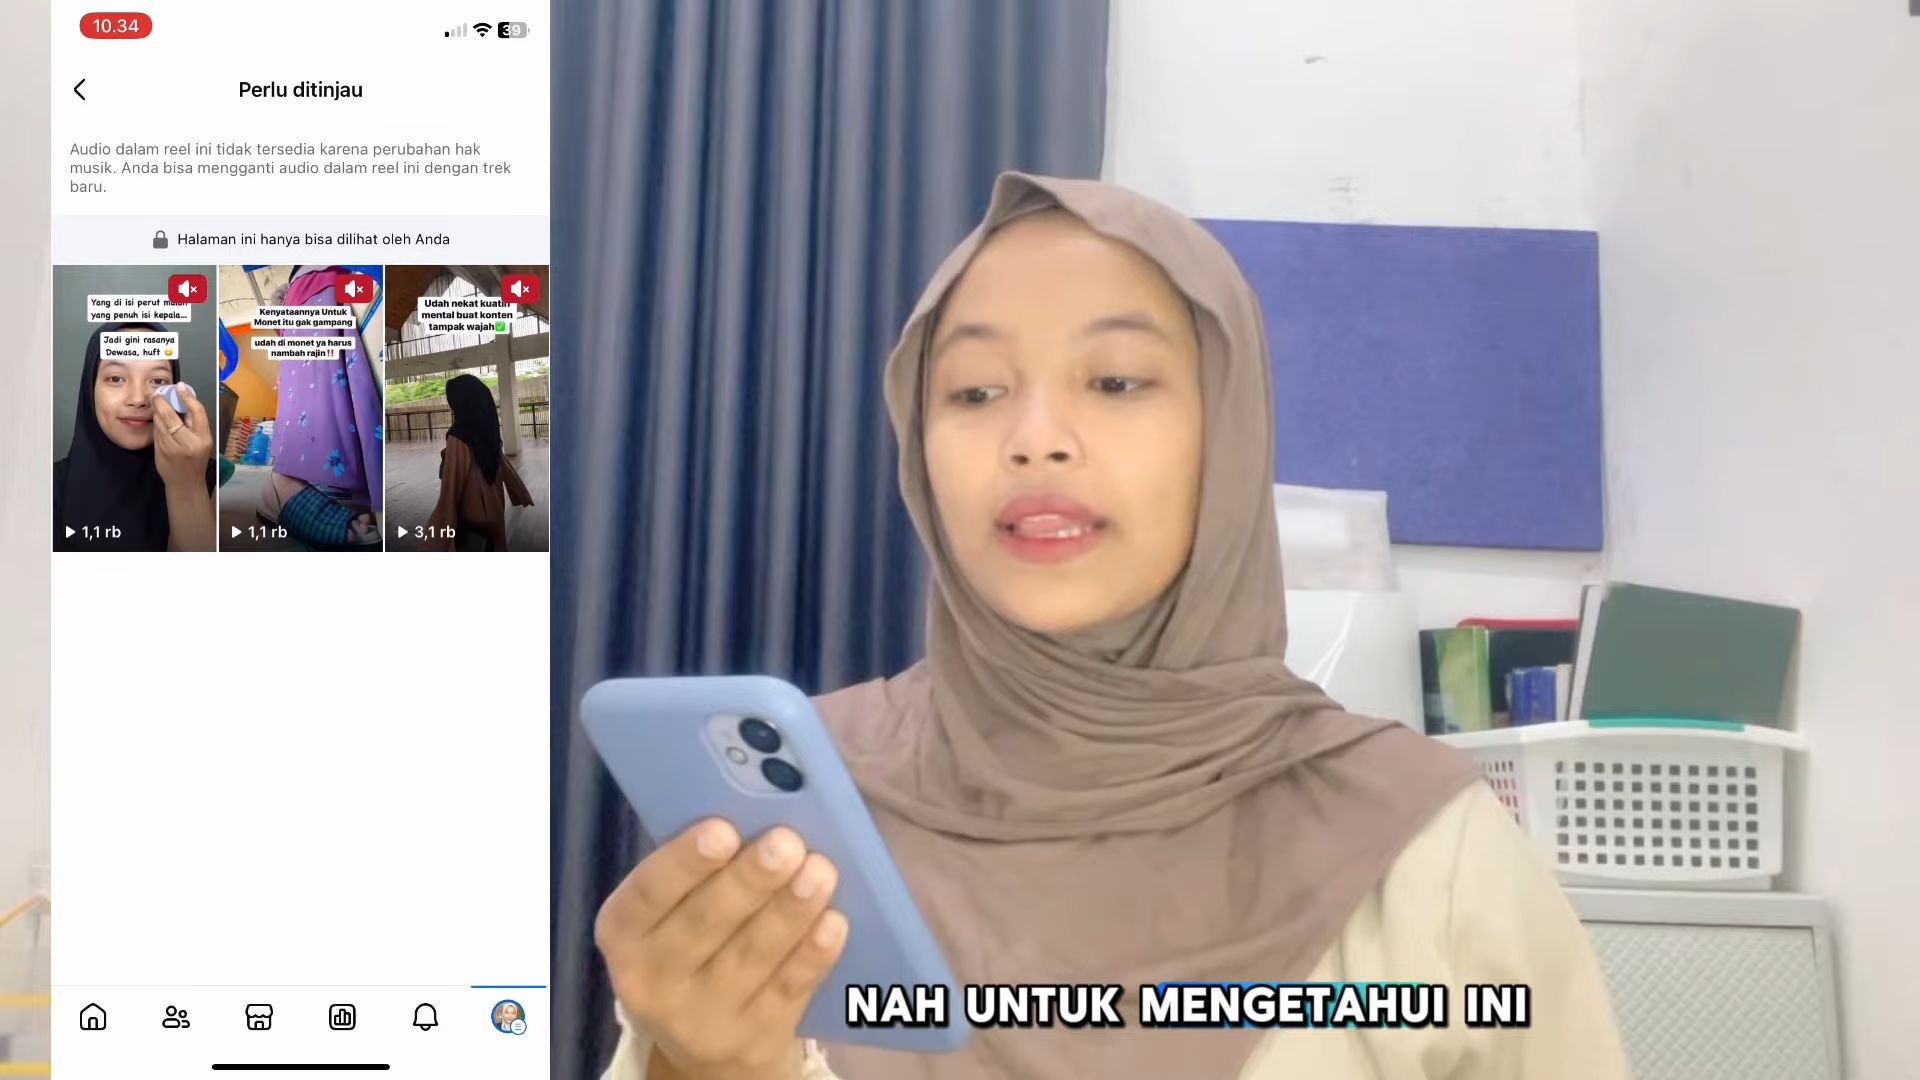 10.34
39
Perlu ditinjau
Audio dalam reel ini tidak tersedia karena perubahan hak
musik. Anda bisa mengganti audio dalam reel ini dengan trek
baru.
Halaman ini hanya bisa dilihat oleh Anda
Yang di isi perut malah
yang penuh isi kepala...
Jadi gini rasanya
Dewasa, huft 😅
1,1 rb
Kenyataannya Untuk
Monet itu gak gampang
udah di monet ya harus
nambah rajin‼️
1,1 rb
Udah nekat kuatin
mental buat konten
tampak wajah✅
3,1 rb
NAH UNTUK MENGETAHUI INI